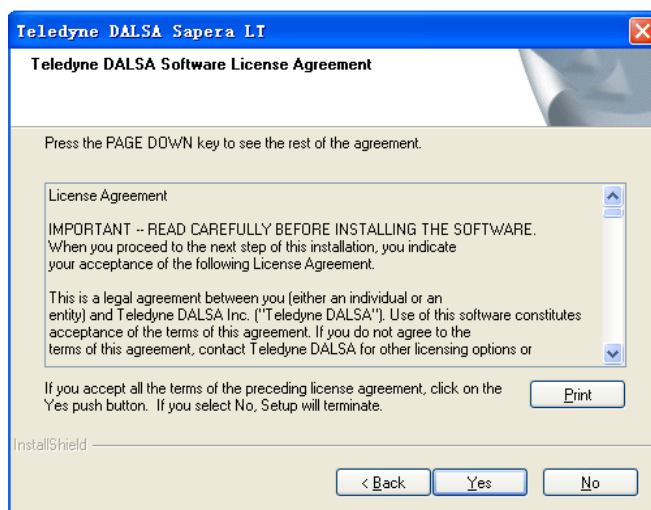 Teledyne DALSA Sapera LT
Teledyne DALSA Software License Agreement
Press the PAGE DOWN key to see the rest of the agreement.
License Agreement
IMPORTANT -- READ CAREFULLY BEFORE INSTALLING THE SOFTWARE.
When you proceed to the next step of this installation, you indicate
your acceptance of the following License Agreement.
This is a legal agreement between you (either an individual or an
entity) and Teledyne DALSA Inc. ("Teledyne DALSA"). Use of this software constitutes
acceptance of the terms of this agreement. If you do not agree to the
terms of this agreement, contact Teledyne DALSA for other licensing options or
If you accept all the terms of the preceding license agreement, click on the
Yes push button.  If you select No, Setup will terminate.
Print
InstallShield
< Back
Yes
No